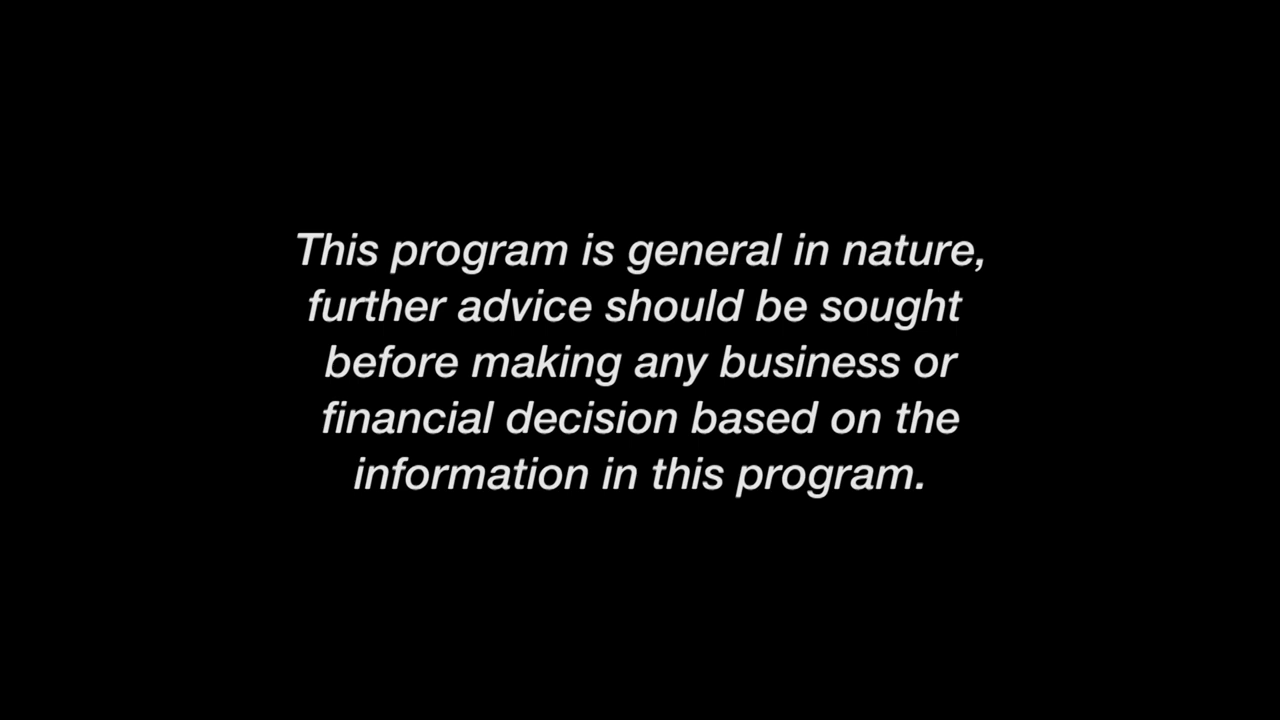 This program is general in nature,
further advice should be sought
before making any business or
financial decision based on the
information in this program.